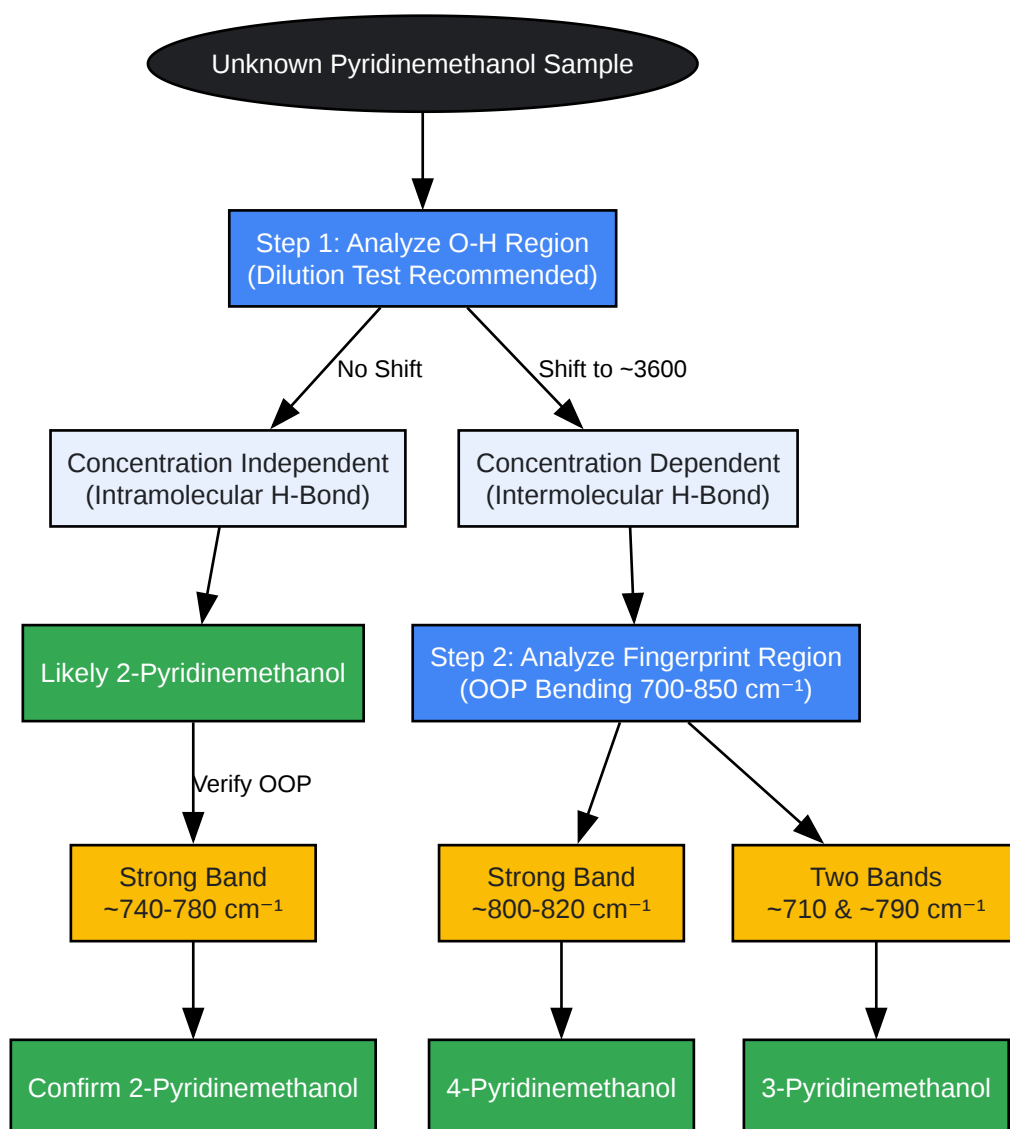 Unknown Pyridinemethanol Sample
Step 1: Analyze O-H Region
(Dilution Test Recommended)
No Shift
Shift to ~3600
Concentration Independent
(Intramolecular H-Bond)
Concentration Dependent
(Intermolecular H-Bond)
Likely 2-Pyridinemethanol
Step 2: Analyze Fingerprint Region
(OOP Bending 700-850 cm⁻¹)
Verify OOP
Strong Band
~740-780 cm⁻¹
Strong Band
~800-820 cm⁻¹
Two Bands
~710 & ~790 cm⁻¹
Confirm 2-Pyridinemethanol
4-Pyridinemethanol
3-Pyridinemethanol